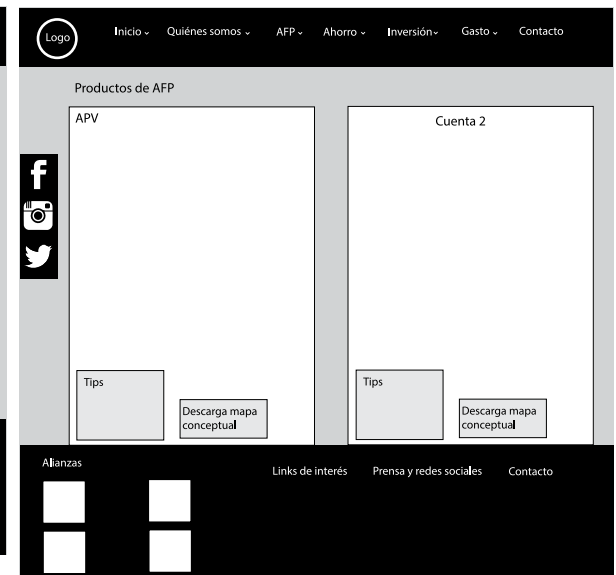 Logo
Inicio
Quiénes somos
AFP
Ahorro
Inversión
Gasto
Contacto
Productos de AFP
APV
Tips
Descarga mapa
conceptual
Cuenta 2
Tips
Descarga mapa
conceptual
Alianzas
Links de interés
Prensa y redes sociales
Contacto